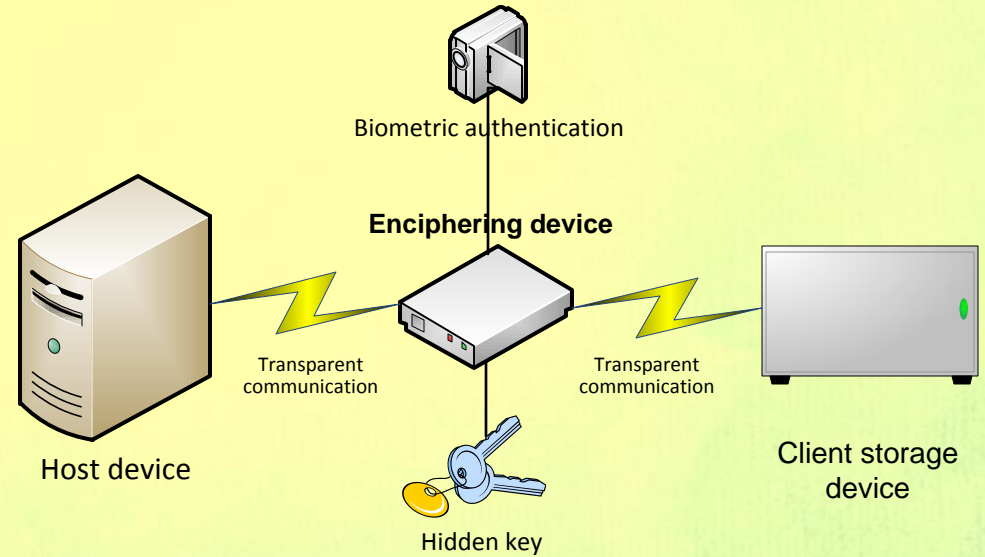 Biometric authentication
Enciphering device
Transparent
communication
Transparent
communication
Host device
Client storage
device
Hidden key